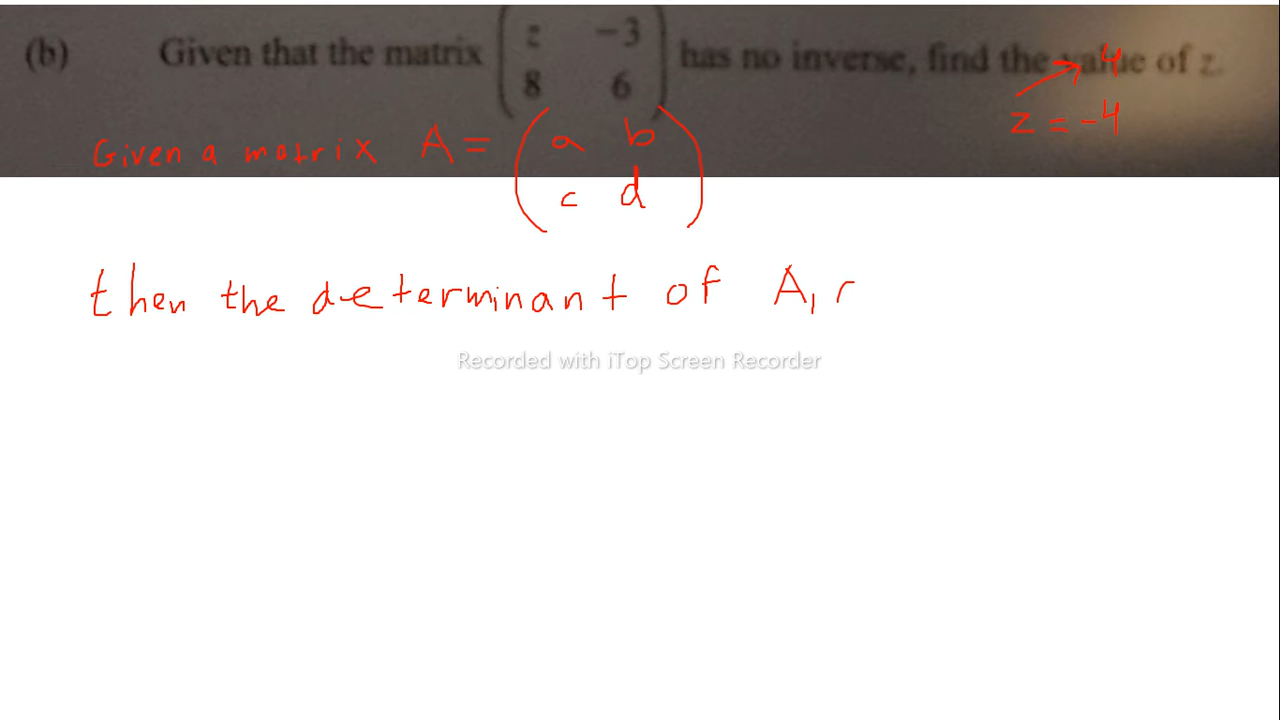 (b) Given that the matrix ( z -3 ) has no inverse, find the value of z.
8 6
4
z = -4
Given a matrix A = ( a b )
c d
then the determinant of A, r
Recorded with iTop Screen Recorder